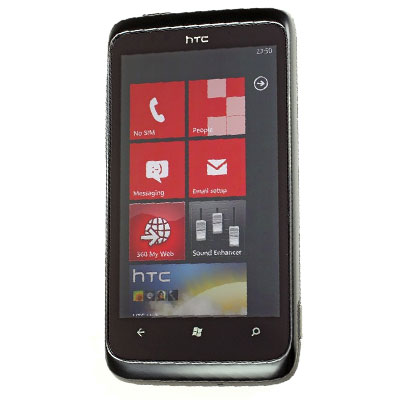 hTC
23:50
No SIM
People
Messaging
Email setup
360 My Web
Sound Enhancer
hTC